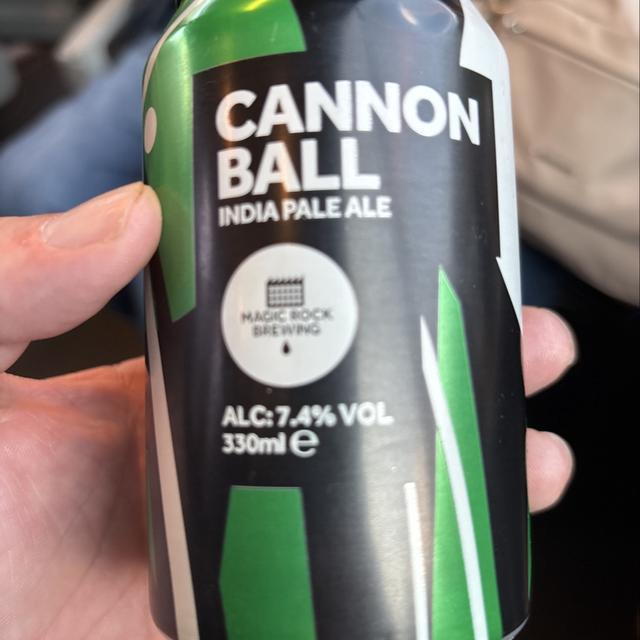 CANNON
BALL
INDIA PALE ALE
MAGIC ROCK
BREWING
ALC: 7.4% VOL
330ml ℮